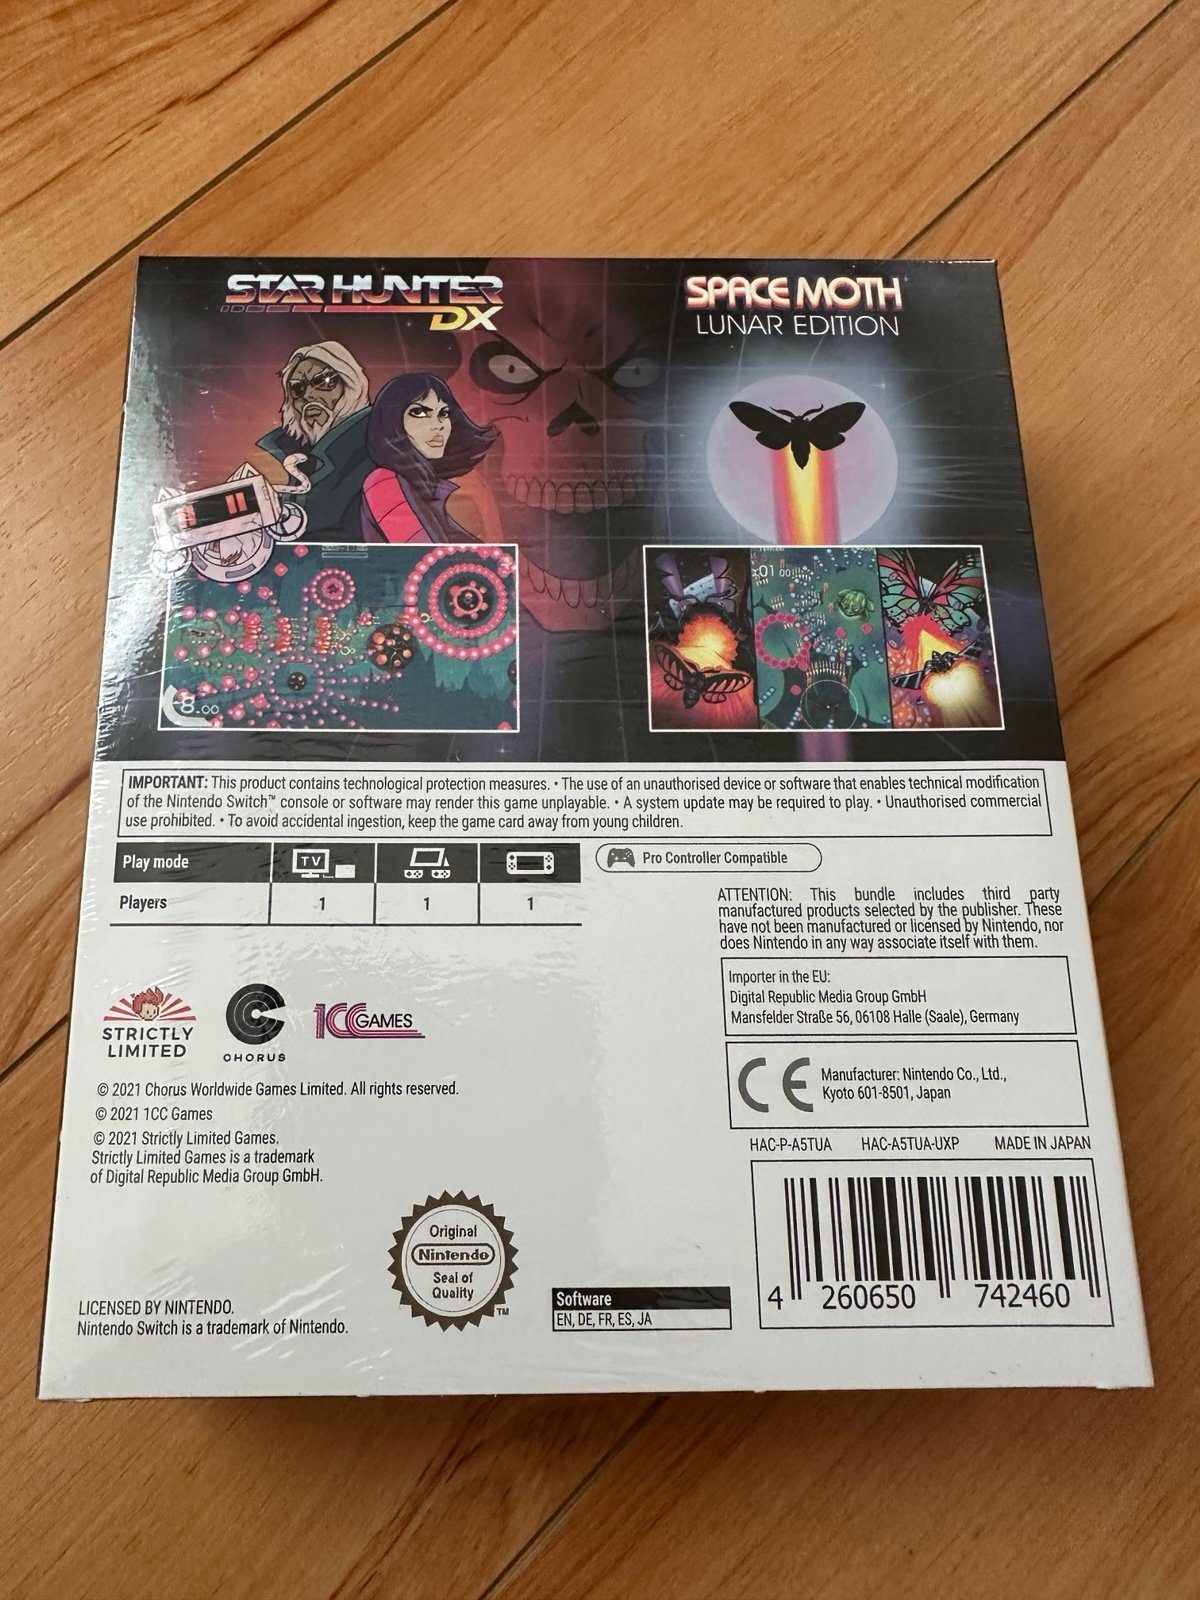 STAR HUNTER
DX
SPACE MOTH
LUNAR EDITION
8.00
x01 00
IMPORTANT: This product contains technological protection measures. • The use of an unauthorised device or software that enables technical modification
of the Nintendo Switch™ console or software may render this game unplayable. • A system update may be required to play. • Unauthorised commercial
use prohibited. • To avoid accidental ingestion, keep the game card away from young children.
Play mode
TV
Pro Controller Compatible
Players 1 1 1
ATTENTION: This bundle includes third party
manufactured products selected by the publisher. These
have not been manufactured or licensed by Nintendo, nor
does Nintendo in any way associate itself with them.
Importer in the EU:
Digital Republic Media Group GmbH
Mansfelder Straße 56, 06108 Halle (Saale), Germany
STRICTLY
LIMITED
CHORUS
1CC GAMES
CE
Manufacturer: Nintendo Co., Ltd.,
Kyoto 601-8501, Japan
© 2021 Chorus Worldwide Games Limited. All rights reserved.
© 2021 1CC Games
© 2021 Strictly Limited Games.
Strictly Limited Games is a trademark
of Digital Republic Media Group GmbH.
HAC-P-A5TUA HAC-A5TUA-UXP MADE IN JAPAN
4 260650 742460
Original
Nintendo
Seal of
Quality
TM
LICENSED BY NINTENDO.
Nintendo Switch is a trademark of Nintendo.
Software
EN, DE, FR, ES, JA